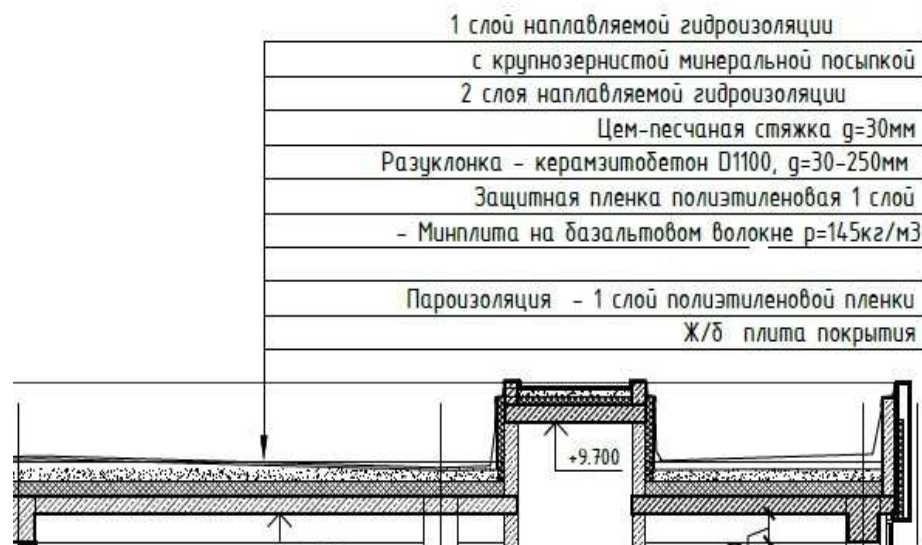 1 слой наплавляемой гидроизоляции
с крупнозернистой минеральной посыпкой
2 слоя наплавляемой гидроизоляции
Цем-песчаная стяжка g=30мм
Разуклонка - керамзитобетон D1100, g=30-250мм
Защитная пленка полиэтиленовая 1 слой
- Минплита на базальтовом волокне р=145кг/м3
Пароизоляция - 1 слой полиэтиленовой пленки
Ж/б плита покрытия
+9.700